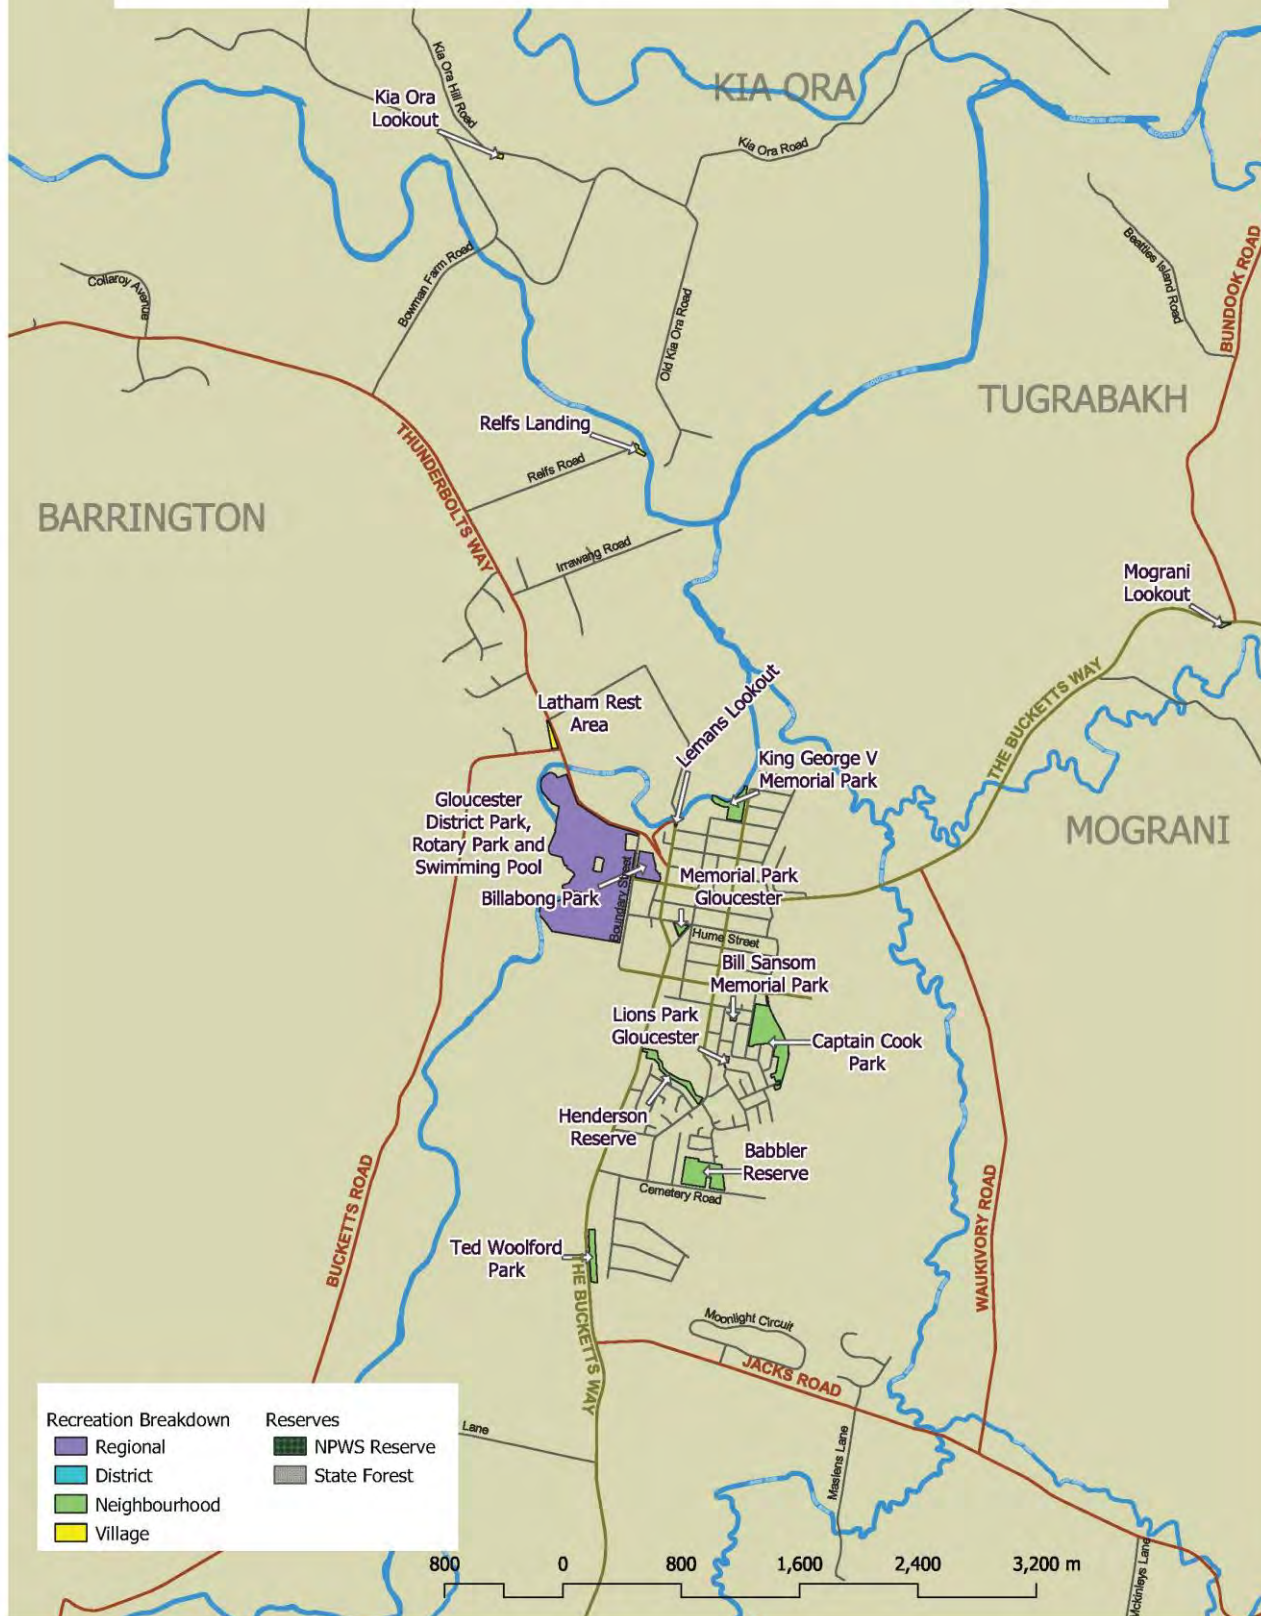 KIA ORA
Kia Ora Hill Road
Kia Ora
Lookout
Kia Ora Road
Beatties Island Road
BUNDOOK ROAD
Bowman Farm Road
Collaroy Avenu
Old Kia Ora Road
TUGRABAKH
Relfs Landing
Relfs Road
THUNDERBOLTS WAY
BARRINGTON
Irrawang Road
Mograni
Lookout
THE BUCKETTS WAY
Latham Rest
Area
Lemans Lookout
King George V
Memorial Park
MOGRANI
Gloucester
District Park,
Rotary Park and
Swimming Pool
Billabong Park
Boundary Street
Memorial Park
Gloucester
Hume Street
Bill Sansom
Memorial Park
Lions Park
Gloucester
Captain Cook
Park
Henderson
Reserve
Babbler
Reserve
Cemetery Road
BUCKETTS ROAD
WAUKIVORY ROAD
Ted Woolford
Park
THE BUCKETTS WAY
Moonlight Circuit
JACKS ROAD
Maslens Lane
Lane
Mckinleys Lane
Recreation Breakdown
Regional
District
Neighbourhood
Village
Reserves
NPWS Reserve
State Forest
800 0 800 1,600 2,400 3,200 m